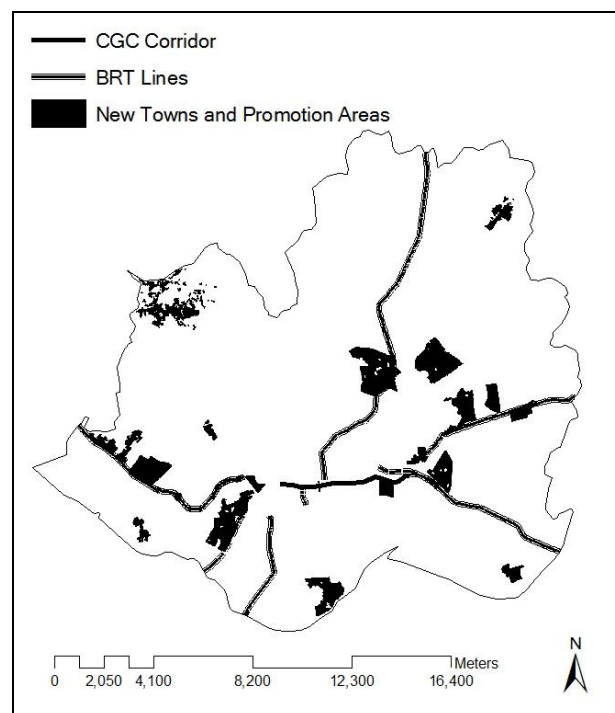 CGC Corridor
BRT Lines
New Towns and Promotion Areas
N
Meters
0 2,050 4,100 8,200 12,300 16,400